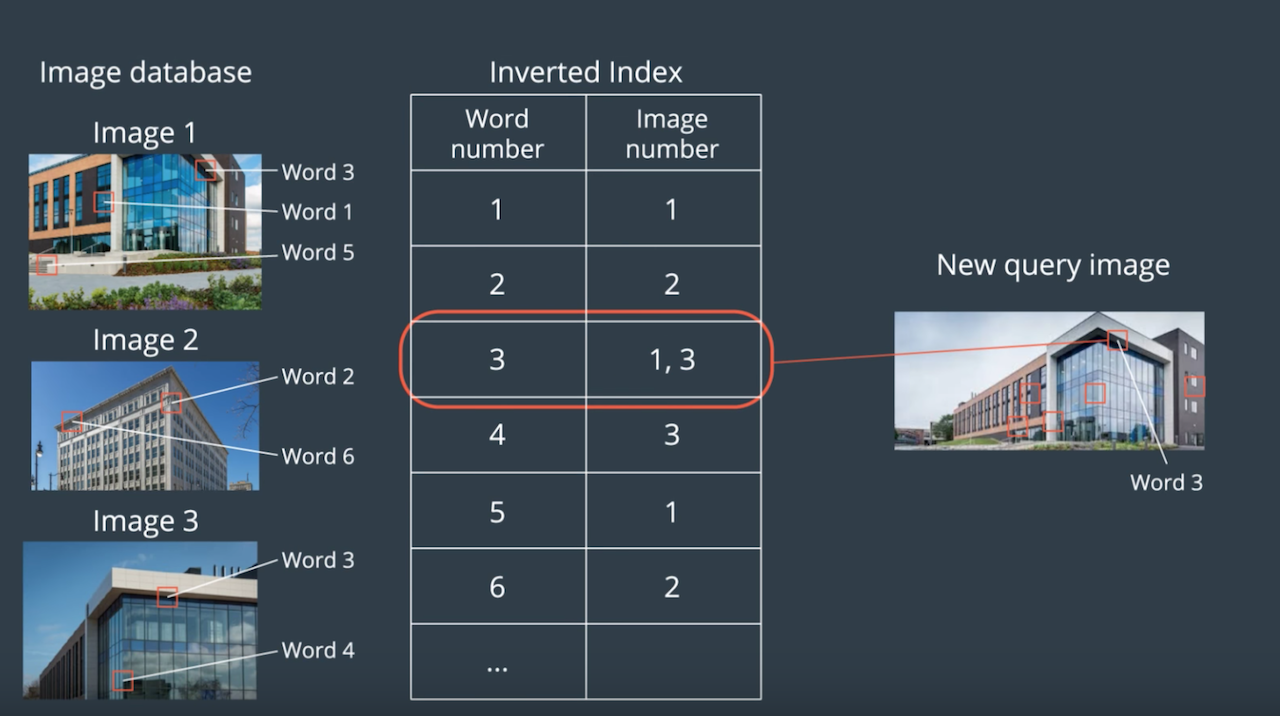 Image database
Image 1
Word 3
Word 1
Word 5
Image 2
Word 2
Word 6
Image 3
Word 3
Word 4
Inverted Index
Word number Image number
1 1
2 2
3 1, 3
4 3
5 1
6 2
...
New query image
Word 3